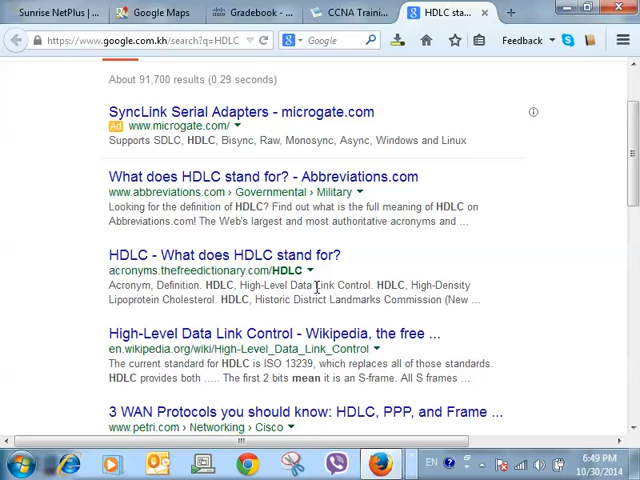 Sunrise NetPlus |...
Google Maps
Gradebook - ...
CCNA Traini...
HDLC sta...
https://www.google.com.kh/search?q=HDLC
Google
Feedback
About 91,700 results (0.29 seconds)
SyncLink Serial Adapters - microgate.com
Ad www.microgate.com/
Supports SDLC, HDLC, Bisync, Raw, Monosync, Async, Windows and Linux
What does HDLC stand for? - Abbreviations.com
www.abbreviations.com › Governmental › Military
Looking for the definition of HDLC? Find out what is the full meaning of HDLC on
Abbreviations.com! The Web's largest and most authoritative acronyms and ...
HDLC - What does HDLC stand for?
acronyms.thefreedictionary.com/HDLC
Acronym, Definition. HDLC, High-Level Data Link Control. HDLC, High-Density
Lipoprotein Cholesterol. HDLC, Historic District Landmarks Commission (New ...
High-Level Data Link Control - Wikipedia, the free ...
en.wikipedia.org/wiki/High-Level_Data_Link_Control
The current standard for HDLC is ISO 13239, which replaces all of those standards.
HDLC provides both ..... The first 2 bits mean it is an S-frame. All S frames ...
3 WAN Protocols you should know: HDLC, PPP, and Frame ...
www.petri.com › Networking › Cisco
EN
6:49 PM
10/30/2014